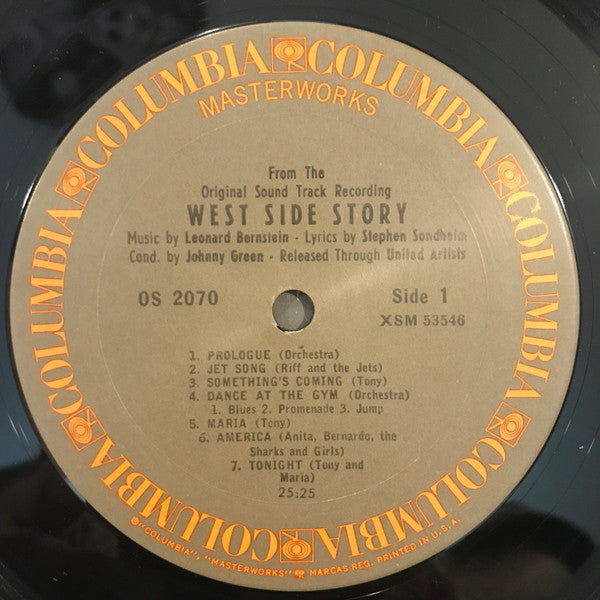 COLUMBIA COLUMBIA COLUMBIA COLUMBIA COLUMBIA COLUMBIA COLUMBIA COLUMBIA
MASTERWORKS
From The
Original Sound Track Recording
WEST SIDE STORY
Music by Leonard Bernstein - Lyrics by Stephen Sondheim
Cond. by Johnny Green - Released Through United Artists
OS 2070
Side 1
XSM 53546
1. PROLOGUE (Orchestra)
2. JET SONG (Riff and the Jets)
3. SOMETHING'S COMING (Tony)
4. DANCE AT THE GYM (Orchestra)
1. Blues 2. Promenade 3. Jump
5. MARIA (Tony)
6. AMERICA (Anita, Bernardo, the
Sharks and Girls)
7. TONIGHT (Tony and
Maria)
25:25
®"COLUMBIA", "MASTERWORKS" MARCAS REG. PRINTED IN U.S.A.